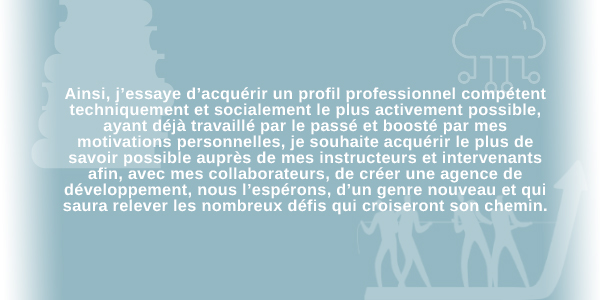 Ainsi, j’essaye d’acquérir un profil professionnel compétent
techniquement et socialement le plus activement possible,
ayant déjà travaillé par le passé et boosté par mes
motivations personnelles, je souhaite acquérir le plus de
savoir possible auprès de mes instructeurs et intervenants
afin, avec mes collaborateurs, de créer une agence de
développement, nous l’espérons, d’un genre nouveau et qui
saura relever les nombreux défis qui croiseront son chemin.